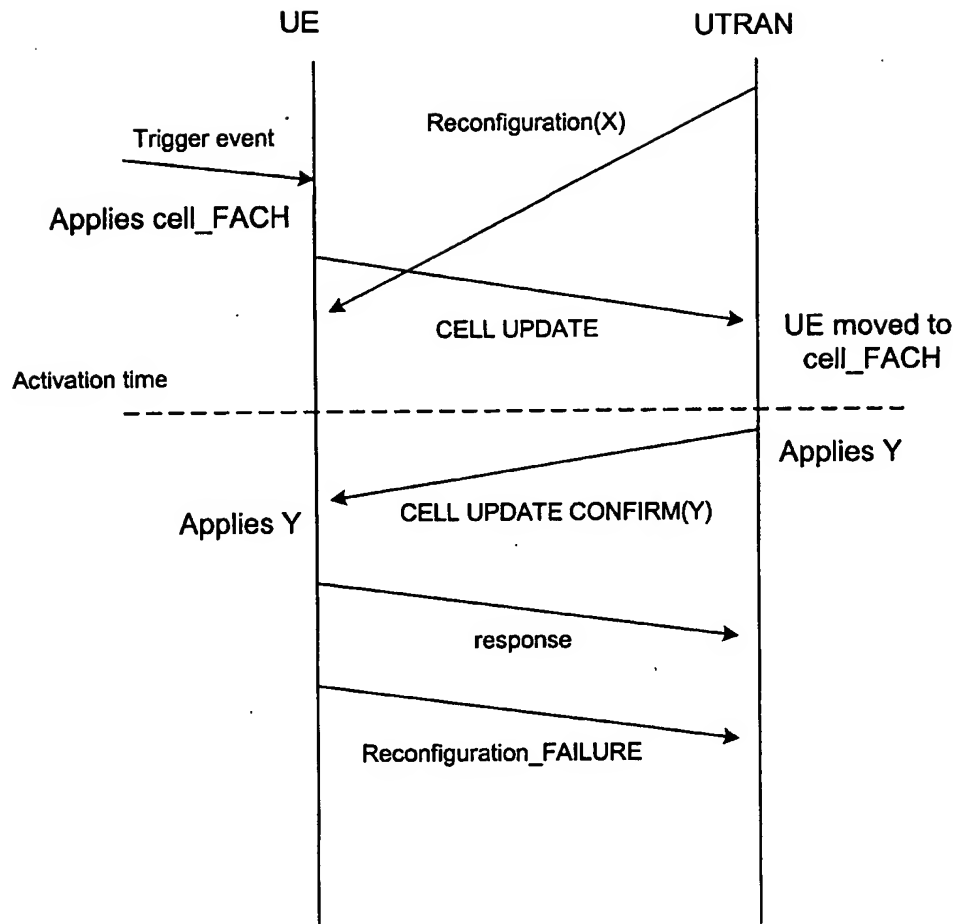 UE
UTRAN
Reconfiguration(X)
Trigger event
Applies cell_FACH
CELL UPDATE
UE moved to
cell_FACH
Activation time
Applies Y
CELL UPDATE CONFIRM(Y)
Applies Y
response
Reconfiguration_FAILURE